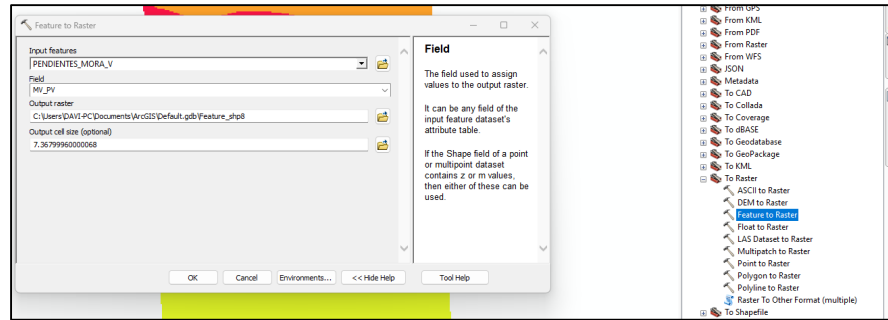 Feature to Raster
Input features
PENDIENTES_MORA_V
Field
MV_PV
Output raster
C:\Users\DAVI-PC\Documents\ArcGIS\Default.gdb\Feature_shp8
Output cell size (optional)
7.36799960000068
OK
Cancel
Environments...
<< Hide Help
Field
The field used to assign
values to the output raster.
It can be any field of the
input feature dataset's
attribute table.
If the Shape field of a point
or multipoint dataset
contains z or m values,
then either of these can be
used.
Tool Help
From GPS
From KML
From PDF
From Raster
From WFS
JSON
Metadata
To CAD
To Collada
To Coverage
To dBASE
To Geodatabase
To GeoPackage
To KML
To Raster
ASCII to Raster
DEM to Raster
Feature to Raster
Float to Raster
LAS Dataset to Raster
Multipatch to Raster
Point to Raster
Polygon to Raster
Polyline to Raster
Raster To Other Format (multiple)
To Shapefile